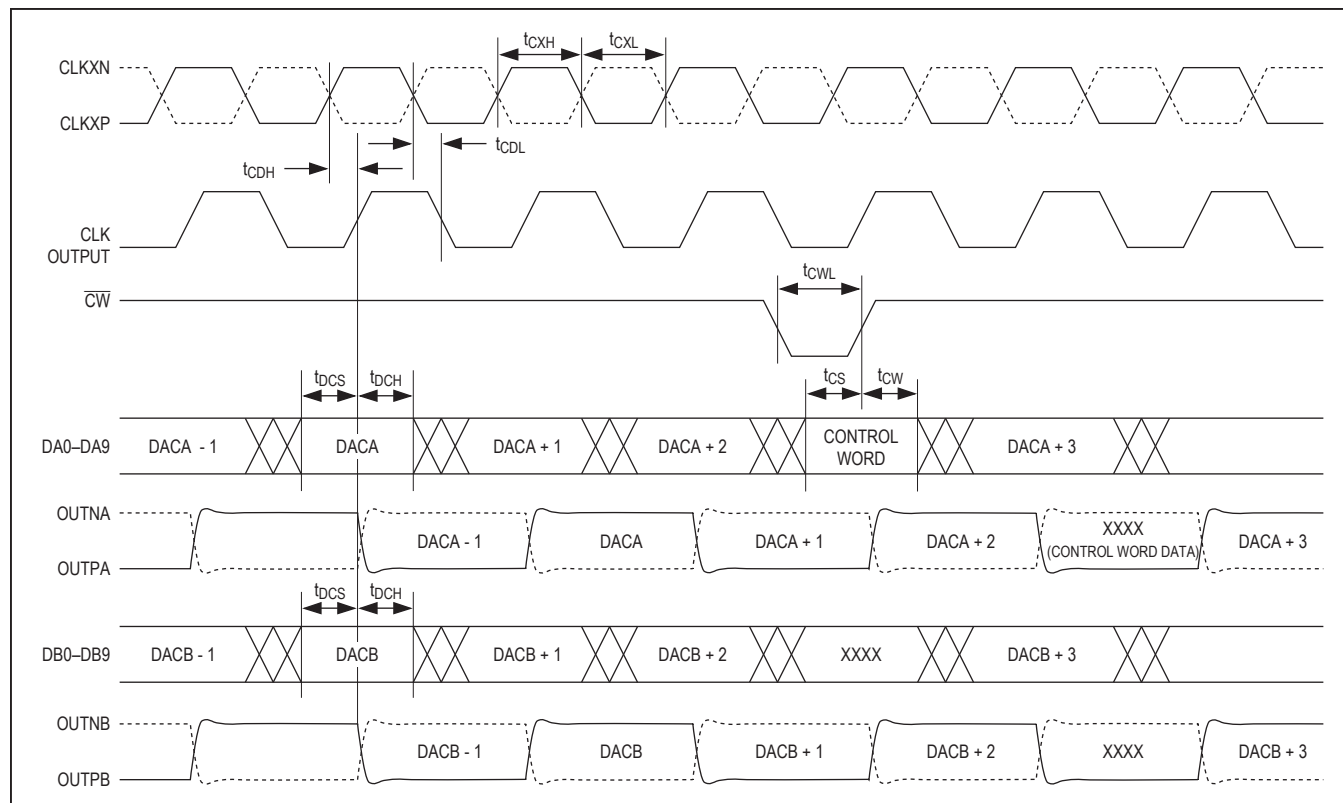 tCXH tCXL
CLKXN
CLKXP
tCDL
tCDH
CLK
OUTPUT
tCWL
CW
tDCS tDCH tCS tCW
DA0–DA9 DACA - 1 DACA DACA + 1 DACA + 2 CONTROL WORD DACA + 3
OUTNA
OUTPA
DACA - 1 DACA DACA + 1 DACA + 2 XXXX (CONTROL WORD DATA) DACA + 3
tDCS tDCH
DB0–DB9 DACB - 1 DACB DACB + 1 DACB + 2 XXXX DACB + 3
OUTNB
OUTPB
DACB - 1 DACB DACB + 1 DACB + 2 XXXX DACB + 3